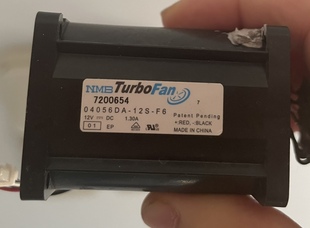 NMB TurboFan
7200654
7
04056DA-12S-F6
12V ⎓ DC 1.30A
Patent Pending
+:RED, -:BLACK
01 EP
MADE IN CHINA